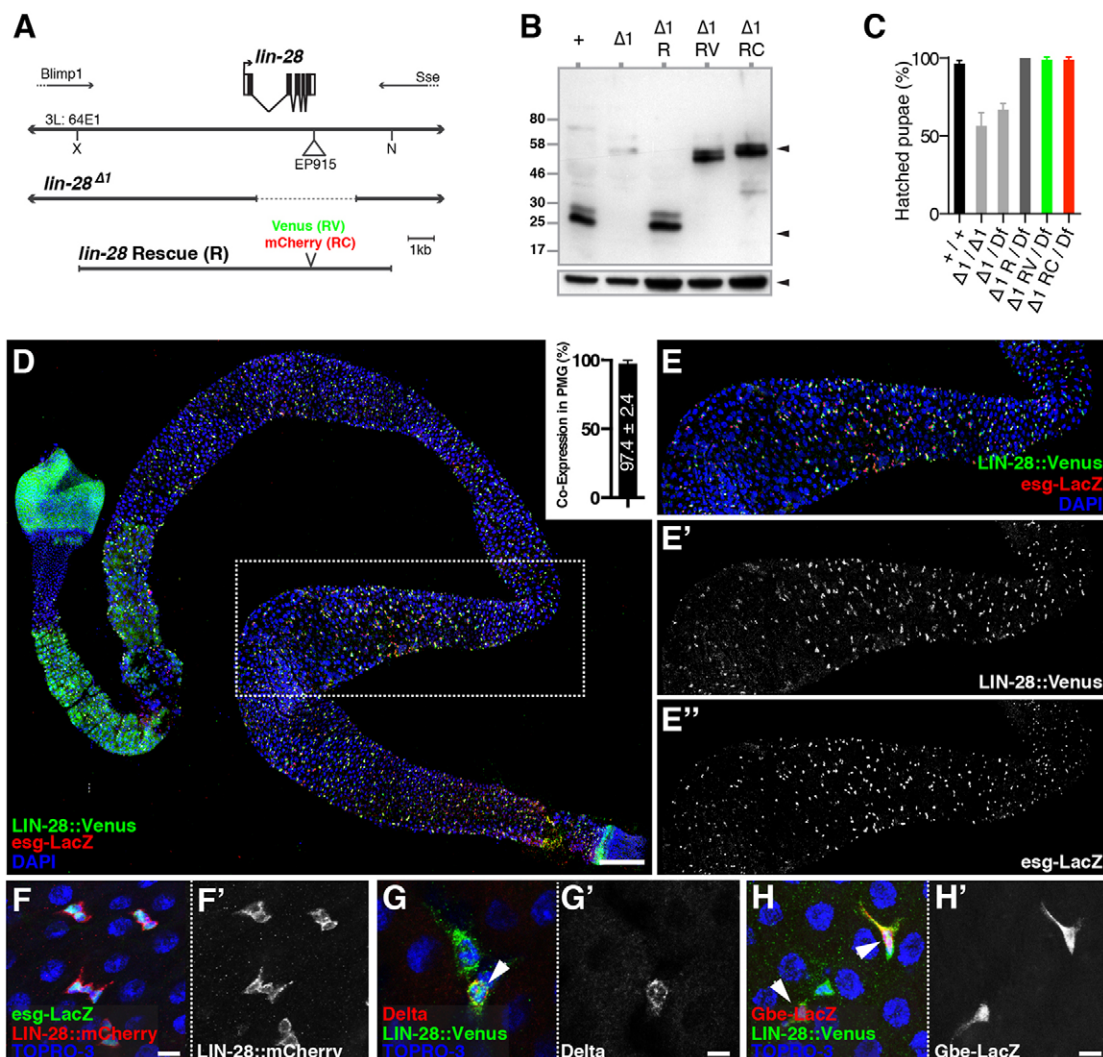 A
Blimp1
lin-28
Sse
3L: 64E1
X
EP915
N
lin-28 Δ1
Venus (RV)
mCherry (RC)
lin-28 Rescue (R)
1kb
B
+
Δ1
Δ1 R
Δ1 RV
Δ1 RC
80
58
46
30
25
17
C
Hatched pupae (%)
100
50
0
+/+
Δ1 / Δ1
Δ1 / Df
Δ1 R / Df
Δ1 RV / Df
Δ1 RC / Df
D
Co-Expression in PMG (%)
100
50
0
97.4 ± 2.4
LIN-28::Venus
esg-LacZ
DAPI
E
LIN-28::Venus
esg-LacZ
DAPI
E'
LIN-28::Venus
E''
esg-LacZ
F
esg-LacZ
LIN-28::mCherry
TOPRO-3
F'
LIN-28::mCherry
G
Delta
LIN-28::Venus
TOPRO-3
G'
Delta
H
Gbe-LacZ
LIN-28::Venus
TOPRO-3
H'
Gbe-LacZ